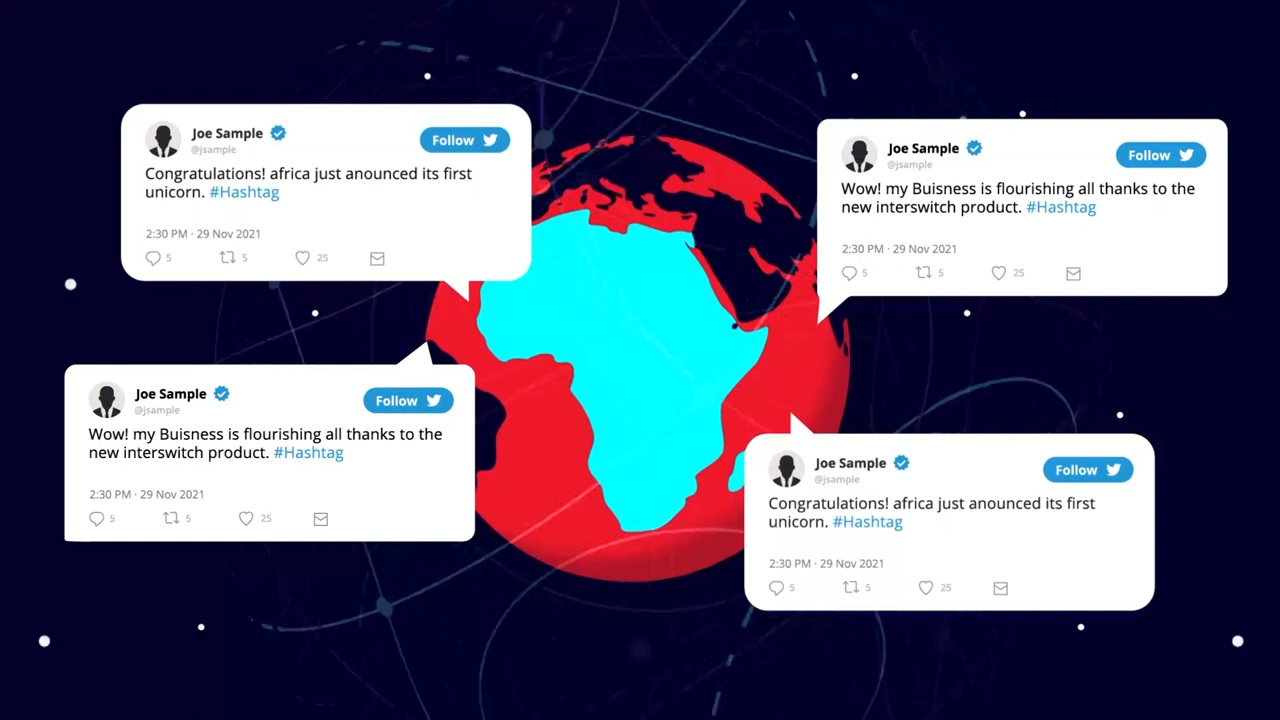 Joe Sample
@jsample
Follow
Congratulations! africa just anounced its first
unicorn. #Hashtag
2:30 PM · 29 Nov 2021
5 5 25
Joe Sample
@jsample
Follow
Wow! my Buisness is flourishing all thanks to the
new interswitch product. #Hashtag
2:30 PM · 29 Nov 2021
5 5 25
Joe Sample
@jsample
Follow
Wow! my Buisness is flourishing all thanks to the
new interswitch product. #Hashtag
2:30 PM · 29 Nov 2021
5 5 25
Joe Sample
@jsample
Follow
Congratulations! africa just anounced its first
unicorn. #Hashtag
2:30 PM · 29 Nov 2021
5 5 25